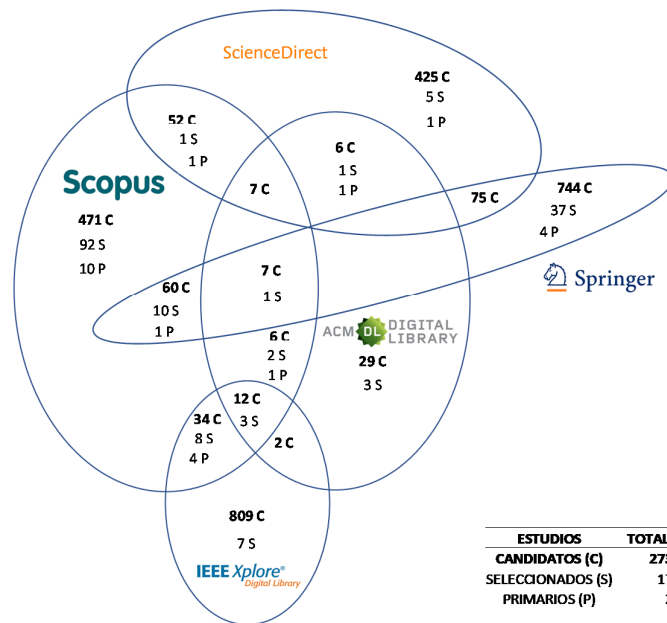 ScienceDirect
425 C
5 S
1 P
52 C
1 S
1 P
6 C
1 S
1 P
Scopus
7 C
75 C
744 C
37 S
4 P
471 C
92 S
10 P
7 C
1 S
60 C
10 S
1 P
Springer
6 C
2 S
1 P
ACM DL DIGITAL
LIBRARY
29 C
3 S
12 C
3 S
34 C
8 S
4 P
2 C
809 C
7 S
IEEE Xplore®
Digital Library
ESTUDIOS TOTAL
CANDIDATOS (C)
SELECCIONADOS (S)
PRIMARIOS (P)